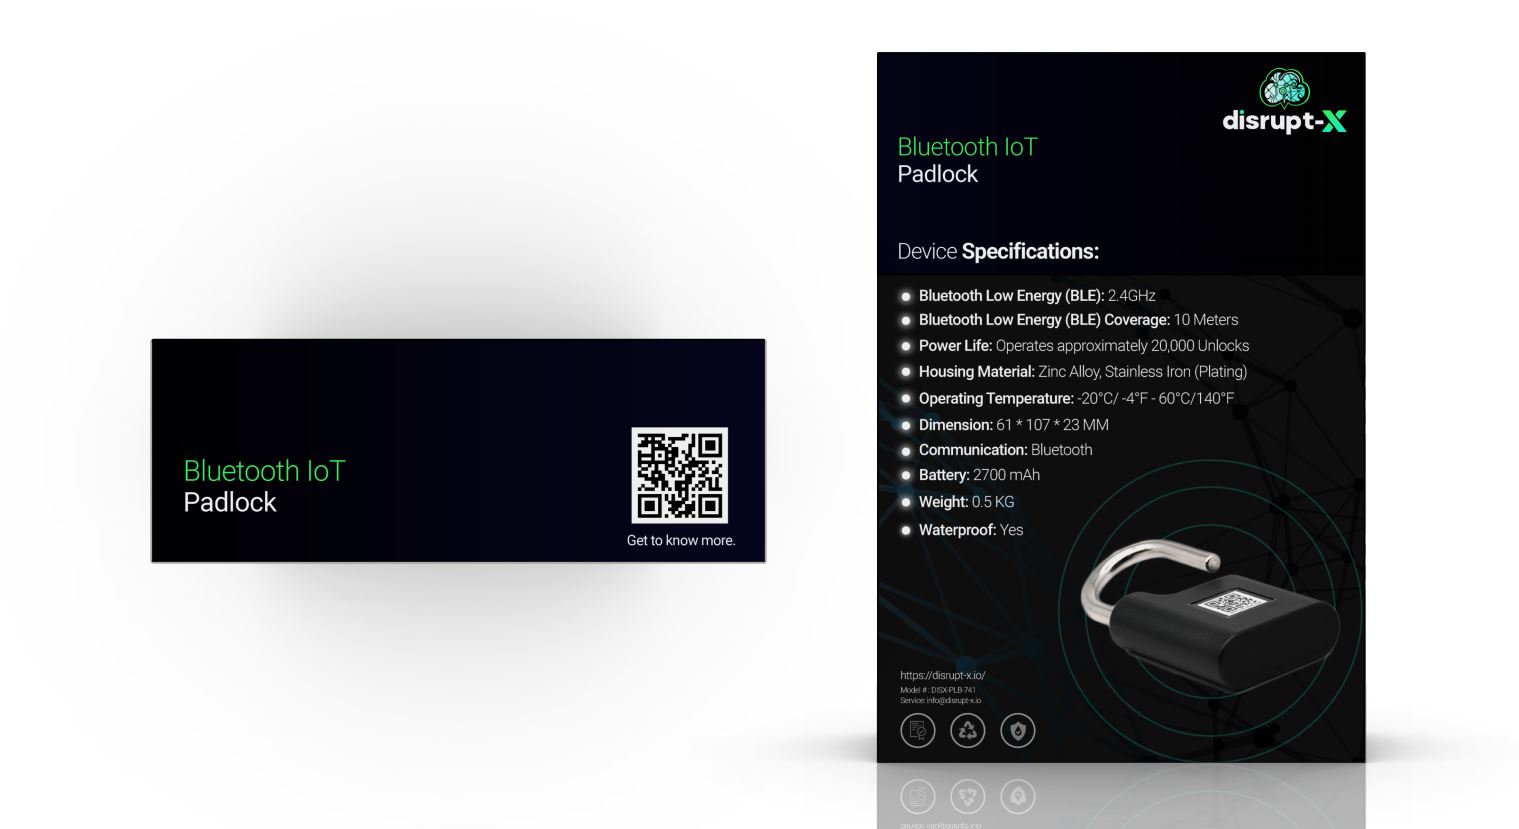 Bluetooth IoT
Padlock
Get to know more.
disrupt-X
Bluetooth IoT
Padlock
Device Specifications:
Bluetooth Low Energy (BLE): 2.4GHz
Bluetooth Low Energy (BLE) Coverage: 10 Meters
Power Life: Operates approximately 20,000 Unlocks
Housing Material: Zinc Alloy, Stainless Iron (Plating)
Operating Temperature: -20°C/ -4°F - 60°C/140°F
Dimension: 61 * 107 * 23 MM
Communication: Bluetooth
Battery: 2700 mAh
Weight: 0.5 KG
Waterproof: Yes
https://disrupt-x.io/
Model # : DISX-PLB-741
Service: info@disrupt-x.io